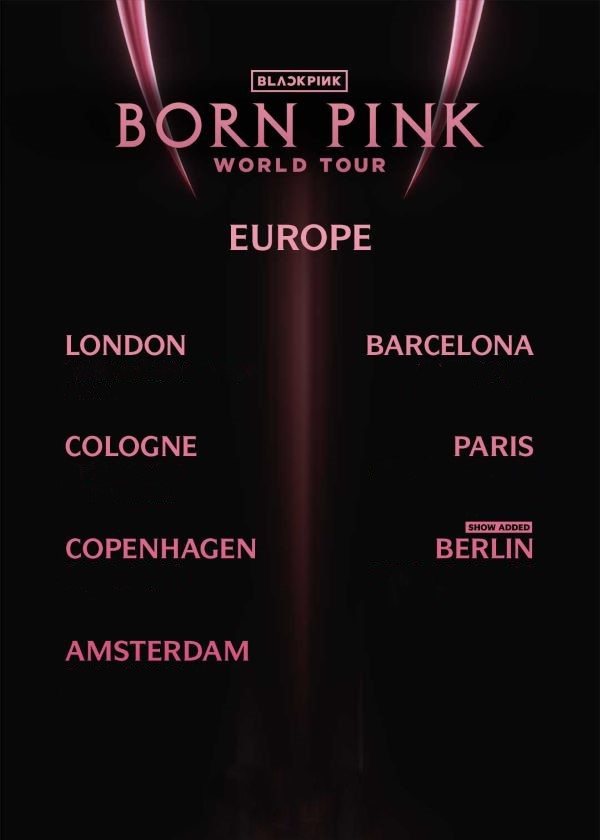 BLACKPINK
BORN PINK
WORLD TOUR
EUROPE
LONDON
BARCELONA
COLOGNE
PARIS
COPENHAGEN
SHOW ADDED
BERLIN
AMSTERDAM